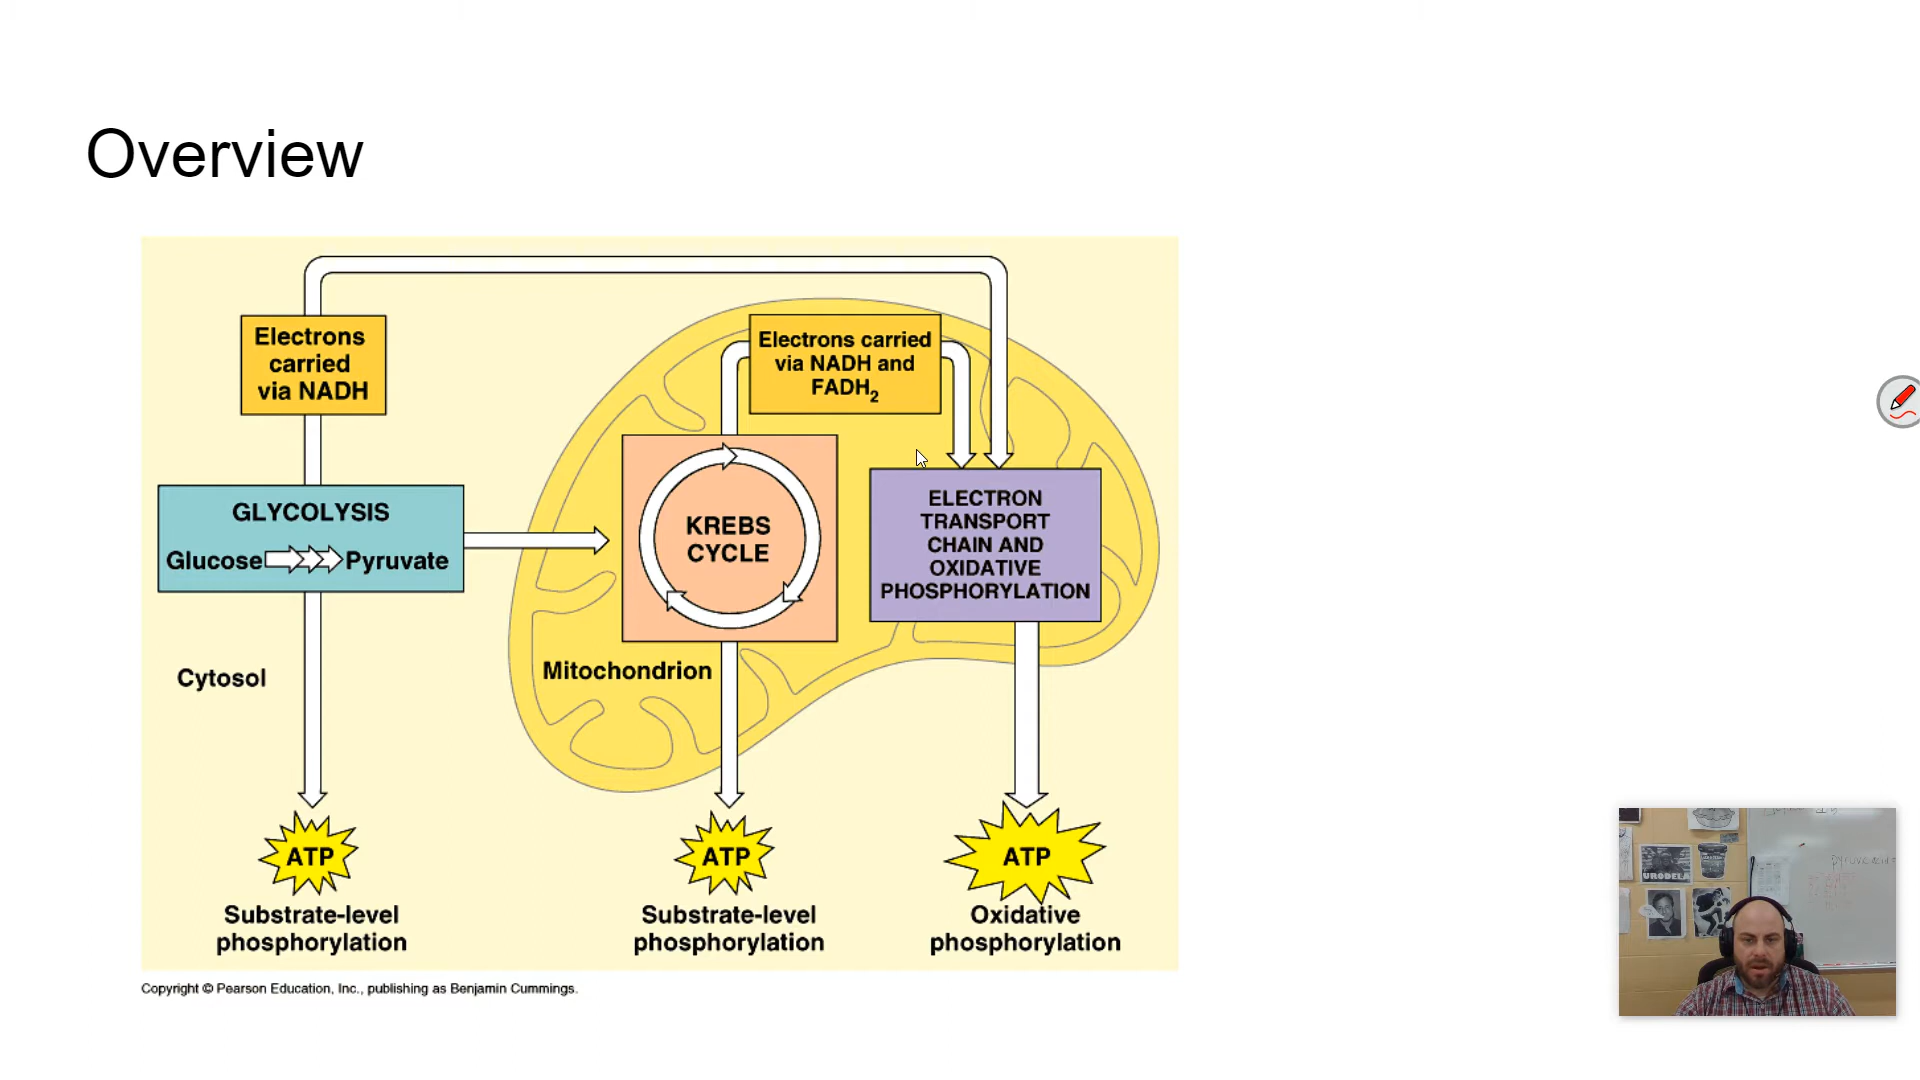 Overview
Electrons
carried
via NADH
Electrons carried
via NADH and
FADH2
GLYCOLYSIS
Glucose Pyruvate
KREBS
CYCLE
ELECTRON
TRANSPORT
CHAIN AND
OXIDATIVE
PHOSPHORYLATION
Cytosol
Mitochondrion
ATP
ATP
ATP
Substrate-level
phosphorylation
Substrate-level
phosphorylation
Oxidative
phosphorylation
Copyright © Pearson Education, Inc., publishing as Benjamin Cummings.
URODELA